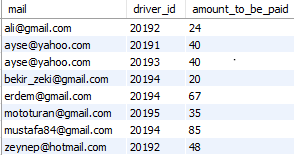 mail driver_id amount_to_be_paid
ali@gmail.com 20192 24
ayse@yahoo.com 20191 40
ayse@yahoo.com 20193 40
bekir_zeki@gmail.com 20194 20
erdem@gmail.com 20194 67
mototuran@gmail.com 20195 35
mustafa84@gmail.com 20194 85
zeynep@hotmail.com 20192 48